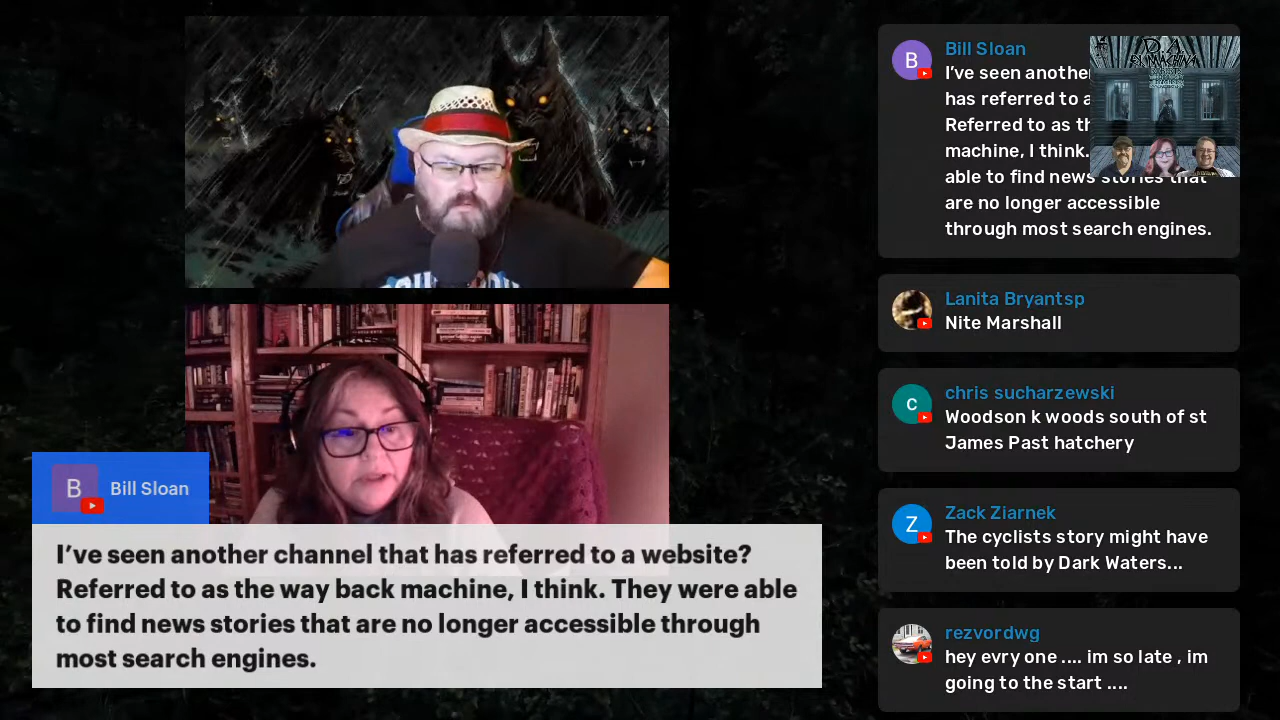 Bill Sloan
I've seen another
has referred to a
Referred to as th
machine, I think.
able to find news stories that
are no longer accessible
through most search engines.
Lanita Bryantsp
Nite Marshall
chris sucharzewski
Woodson k woods south of st
James Past hatchery
Zack Ziarnek
The cyclists story might have
been told by Dark Waters...
rezvordwg
hey evry one .... im so late , im
going to the start ....
B Bill Sloan
I've seen another channel that has referred to a website?
Referred to as the way back machine, I think. They were able
to find news stories that are no longer accessible through
most search engines.